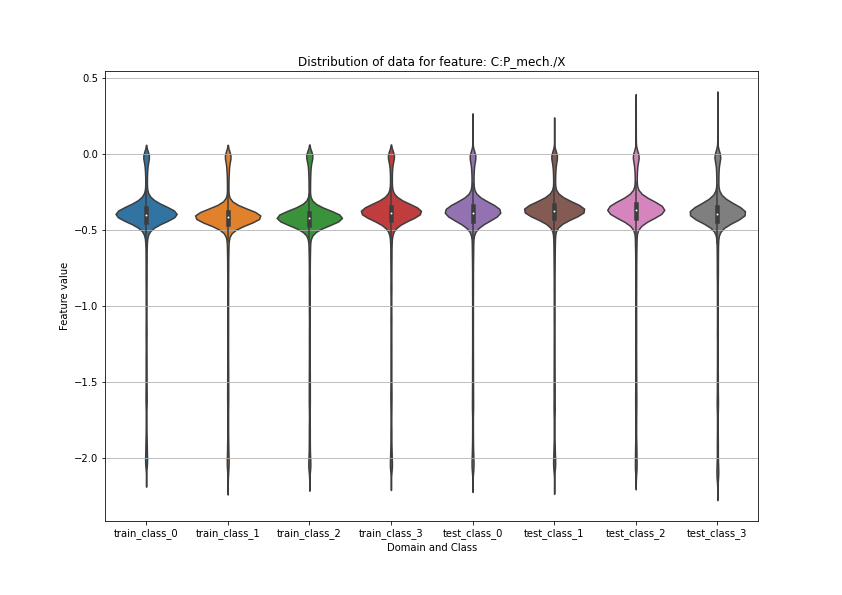 Distribution of data for feature: C:P_mech./X
0.5
0.0
−0.5
−1.0
−1.5
−2.0
Feature value
train_class_0 train_class_1 train_class_2 train_class_3 test_class_0 test_class_1 test_class_2 test_class_3
Domain and Class